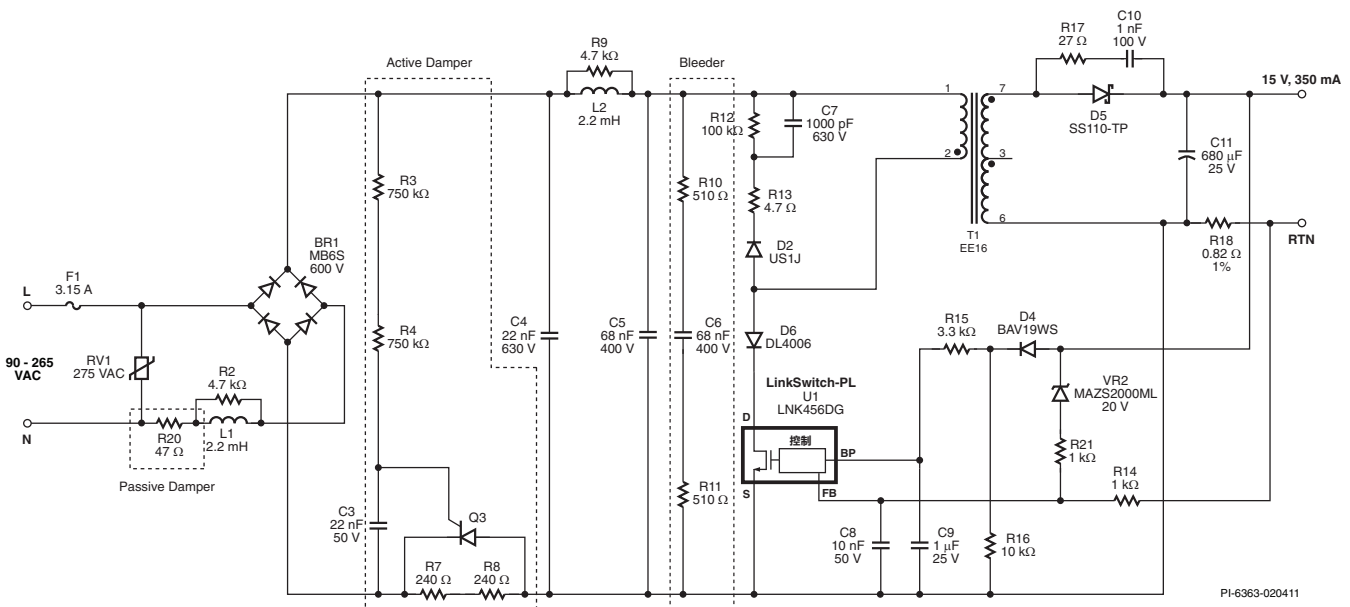 R17
27 Ω
C10
1 nF
100 V
R9
4.7 kΩ
Active Damper
Bleeder
15 V, 350 mA
L2
2.2 mH
1
7
D5
SS110-TP
R12
100 kΩ
C7
1000 pF
630 V
C11
680 μF
25 V
2
3
R3
750 kΩ
R10
510 Ω
R13
4.7 Ω
6
T1
EE16
R18
0.82 Ω
1%
RTN
BR1
MB6S
600 V
D2
US1J
F1
3.15 A
L
R4
750 kΩ
C4
22 nF
630 V
C5
68 nF
400 V
C6
68 nF
400 V
D6
DL4006
R15
3.3 kΩ
D4
BAV19WS
90 - 265
VAC
RV1
275 VAC
R2
4.7 kΩ
LinkSwitch-PL
U1
LNK456DG
VR2
MAZS2000ML
20 V
N
R20
47 Ω
L1
2.2 mH
D
控制
BP
R21
1 kΩ
R14
1 kΩ
Passive Damper
S
FB
R11
510 Ω
C3
22 nF
50 V
Q3
C8
10 nF
50 V
C9
1 μF
25 V
R16
10 kΩ
R7
240 Ω
R8
240 Ω
PI-6363-020411